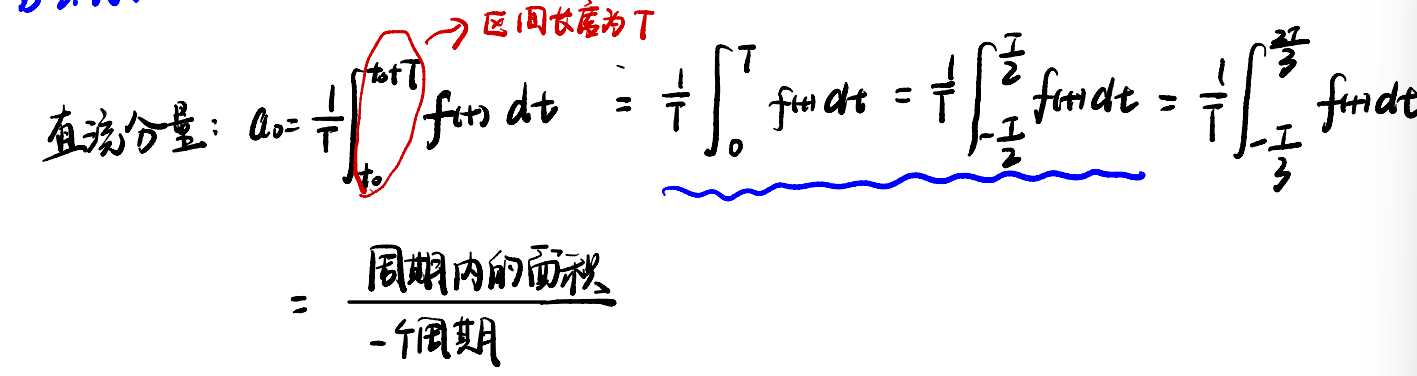 区间长度为T
直流分量: a₀ = 1/T ∫_{t₀}^{t₀+T} f(t) dt = 1/T ∫_0^T f(t) dt = 1/T ∫_{-T/2}^{T/2} f(t) dt = 1/T ∫_{-T/3}^{2T/3} f(t) dt
= 周期内的面积
一个周期